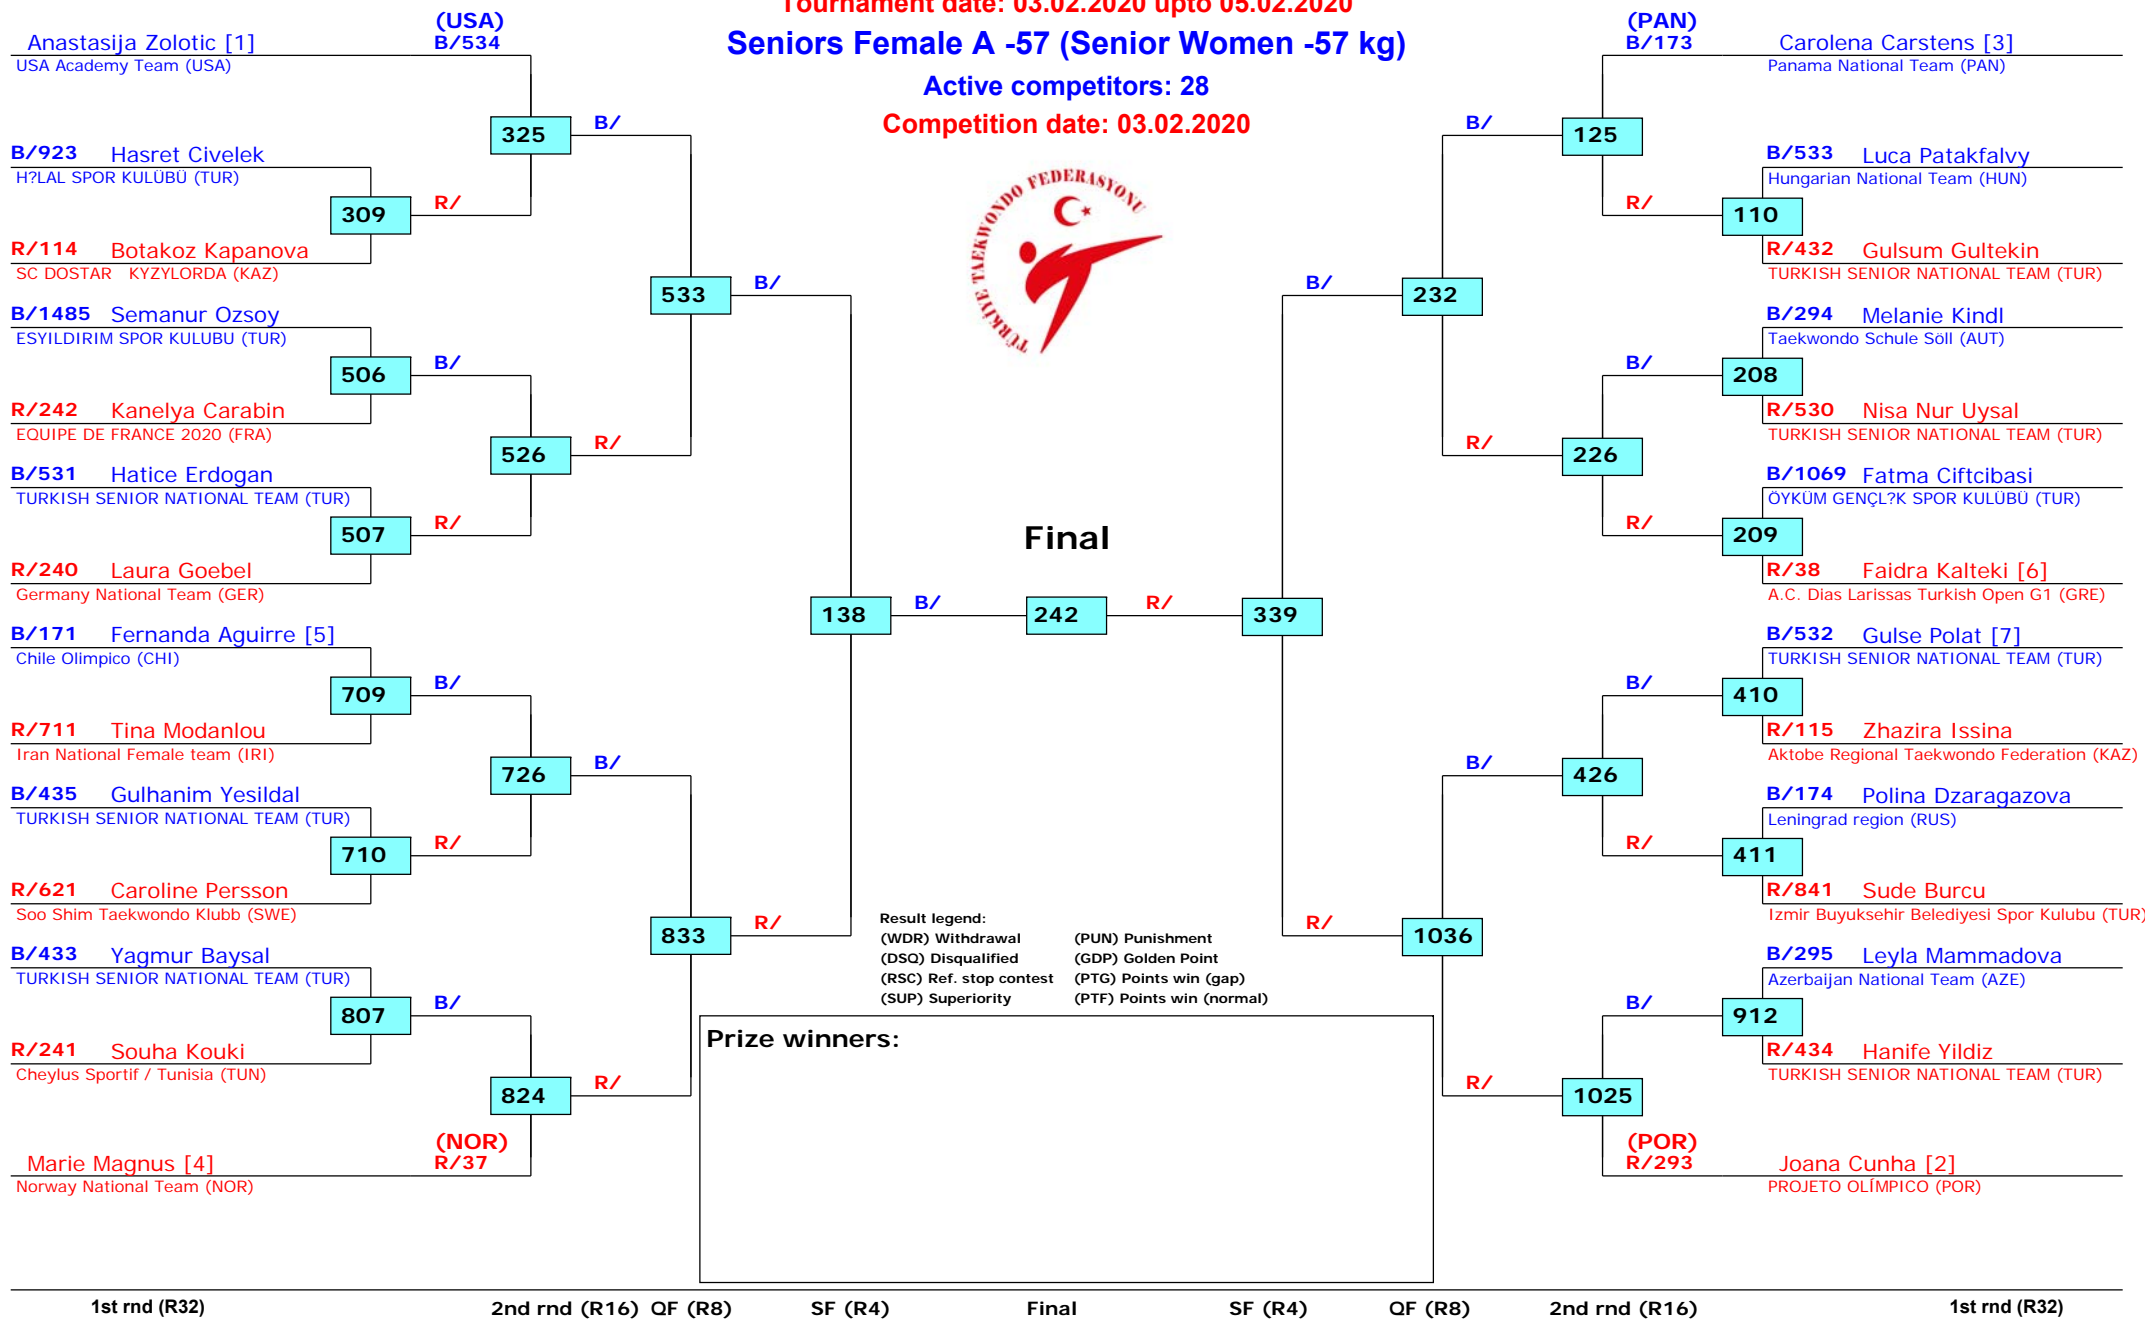 Tournament date: 03.02.2020 upto 05.02.2020
Seniors Female A -57 (Senior Women -57 kg)
Active competitors: 28
Competition date: 03.02.2020
TÜRKİYE TAEKWONDO FEDERASYONU
(USA)
Anastasija Zolotic [1] B/534
USA Academy Team (USA)
325 B/
B/923 Hasret Civelek
H?LAL SPOR KULÜBÜ (TUR)
309 R/
R/114 Botakoz Kapanova
SC DOSTAR KYZYLORDA (KAZ)
533 B/
B/1485 Semanur Ozsoy
ESYILDIRIM SPOR KULUBU (TUR)
506 B/
R/242 Kanelya Carabin
EQUIPE DE FRANCE 2020 (FRA)
526 R/
B/531 Hatice Erdogan
TURKISH SENIOR NATIONAL TEAM (TUR)
507 R/
R/240 Laura Goebel
Germany National Team (GER)
138 B/
B/171 Fernanda Aguirre [5]
Chile Olimpico (CHI)
709 B/
R/711 Tina Modanlou
Iran National Female team (IRI)
726 B/
B/435 Gulhanim Yesildal
TURKISH SENIOR NATIONAL TEAM (TUR)
710 R/
R/621 Caroline Persson
Soo Shim Taekwondo Klubb (SWE)
833 R/
B/433 Yagmur Baysal
TURKISH SENIOR NATIONAL TEAM (TUR)
807 B/
R/241 Souha Kouki
Cheylus Sportif / Tunisia (TUN)
824 R/
(NOR)
Marie Magnus [4] R/37
Norway National Team (NOR)
Final
242
(PAN)
B/173 Carolena Carstens [3]
Panama National Team (PAN)
B/ 125
B/533 Luca Patakfalvy
Hungarian National Team (HUN)
R/ 110
R/432 Gulsum Gultekin
TURKISH SENIOR NATIONAL TEAM (TUR)
B/ 232
B/294 Melanie Kindl
Taekwondo Schule Söll (AUT)
B/ 208
R/530 Nisa Nur Uysal
TURKISH SENIOR NATIONAL TEAM (TUR)
R/ 226
B/1069 Fatma Ciftcibasi
ÖYKÜM GENÇL?K SPOR KULÜBÜ (TUR)
R/ 209
R/38 Faidra Kalteki [6]
A.C. Dias Larissas Turkish Open G1 (GRE)
R/ 339
B/532 Gulse Polat [7]
TURKISH SENIOR NATIONAL TEAM (TUR)
B/ 410
R/115 Zhazira Issina
Aktobe Regional Taekwondo Federation (KAZ)
B/ 426
B/174 Polina Dzaragazova
Leningrad region (RUS)
R/ 411
R/841 Sude Burcu
Izmir Buyuksehir Belediyesi Spor Kulubu (TUR)
R/ 1036
B/295 Leyla Mammadova
Azerbaijan National Team (AZE)
B/ 912
R/434 Hanife Yildiz
TURKISH SENIOR NATIONAL TEAM (TUR)
R/ 1025
(POR)
R/293 Joana Cunha [2]
PROJETO OLÍMPICO (POR)
Result legend:
(WDR) Withdrawal (PUN) Punishment
(DSQ) Disqualified (GDP) Golden Point
(RSC) Ref. stop contest (PTG) Points win (gap)
(SUP) Superiority (PTF) Points win (normal)
Prize winners:
1st rnd (R32) 2nd rnd (R16) QF (R8) SF (R4) Final SF (R4) QF (R8) 2nd rnd (R16) 1st rnd (R32)